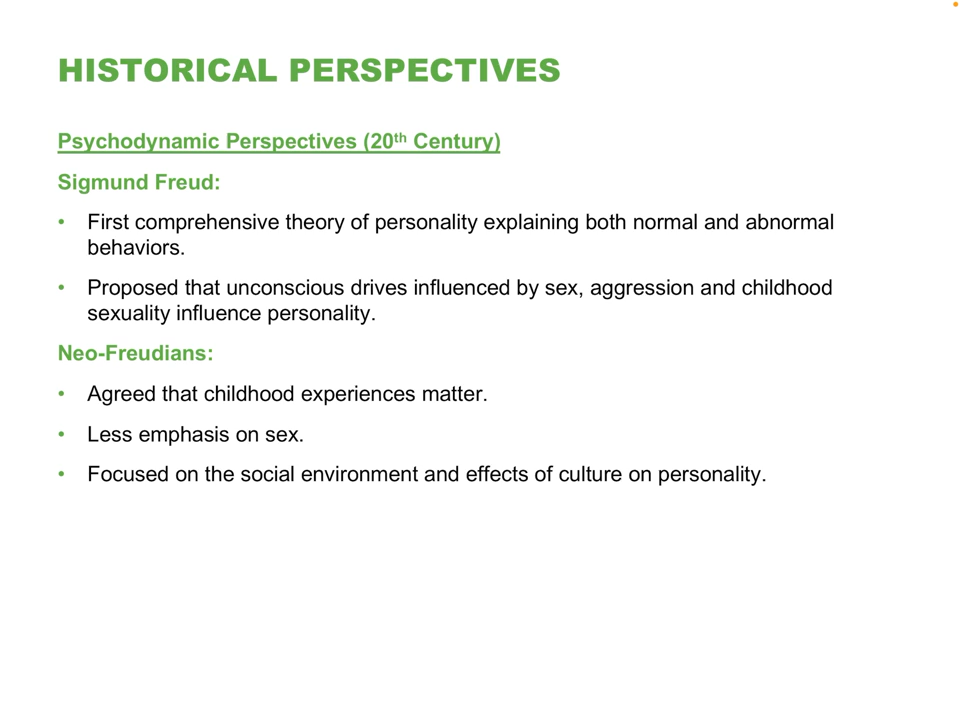 HISTORICAL PERSPECTIVES
Psychodynamic Perspectives (20th Century)
Sigmund Freud:
• First comprehensive theory of personality explaining both normal and abnormal
behaviors.
• Proposed that unconscious drives influenced by sex, aggression and childhood
sexuality influence personality.
Neo-Freudians:
• Agreed that childhood experiences matter.
• Less emphasis on sex.
• Focused on the social environment and effects of culture on personality.